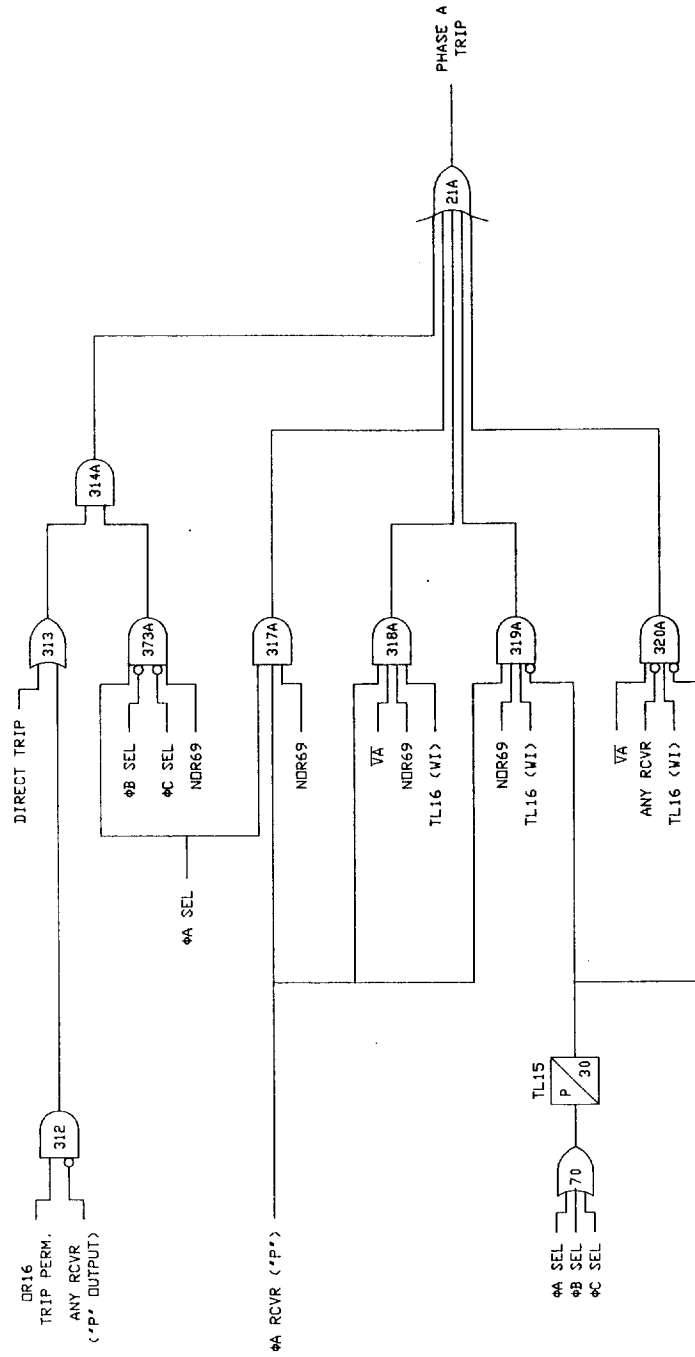 PHASE A
TRIP
21A
314A
DIRECT TRIP
313
373A
ΦB SEL
ΦC SEL
NOR69
ΦA SEL
317A
NOR69
318A
VA
NOR69
TL16 (WI)
319A
NOR69
TL16 (WI)
320A
VA
ANY RCVR
TL16 (WI)
312
OR16
TRIP PERM.
ANY RCVR
("P" OUTPUT)
ΦA RCVR ("P")
TL15
P
30
70
ΦA SEL
ΦB SEL
ΦC SEL